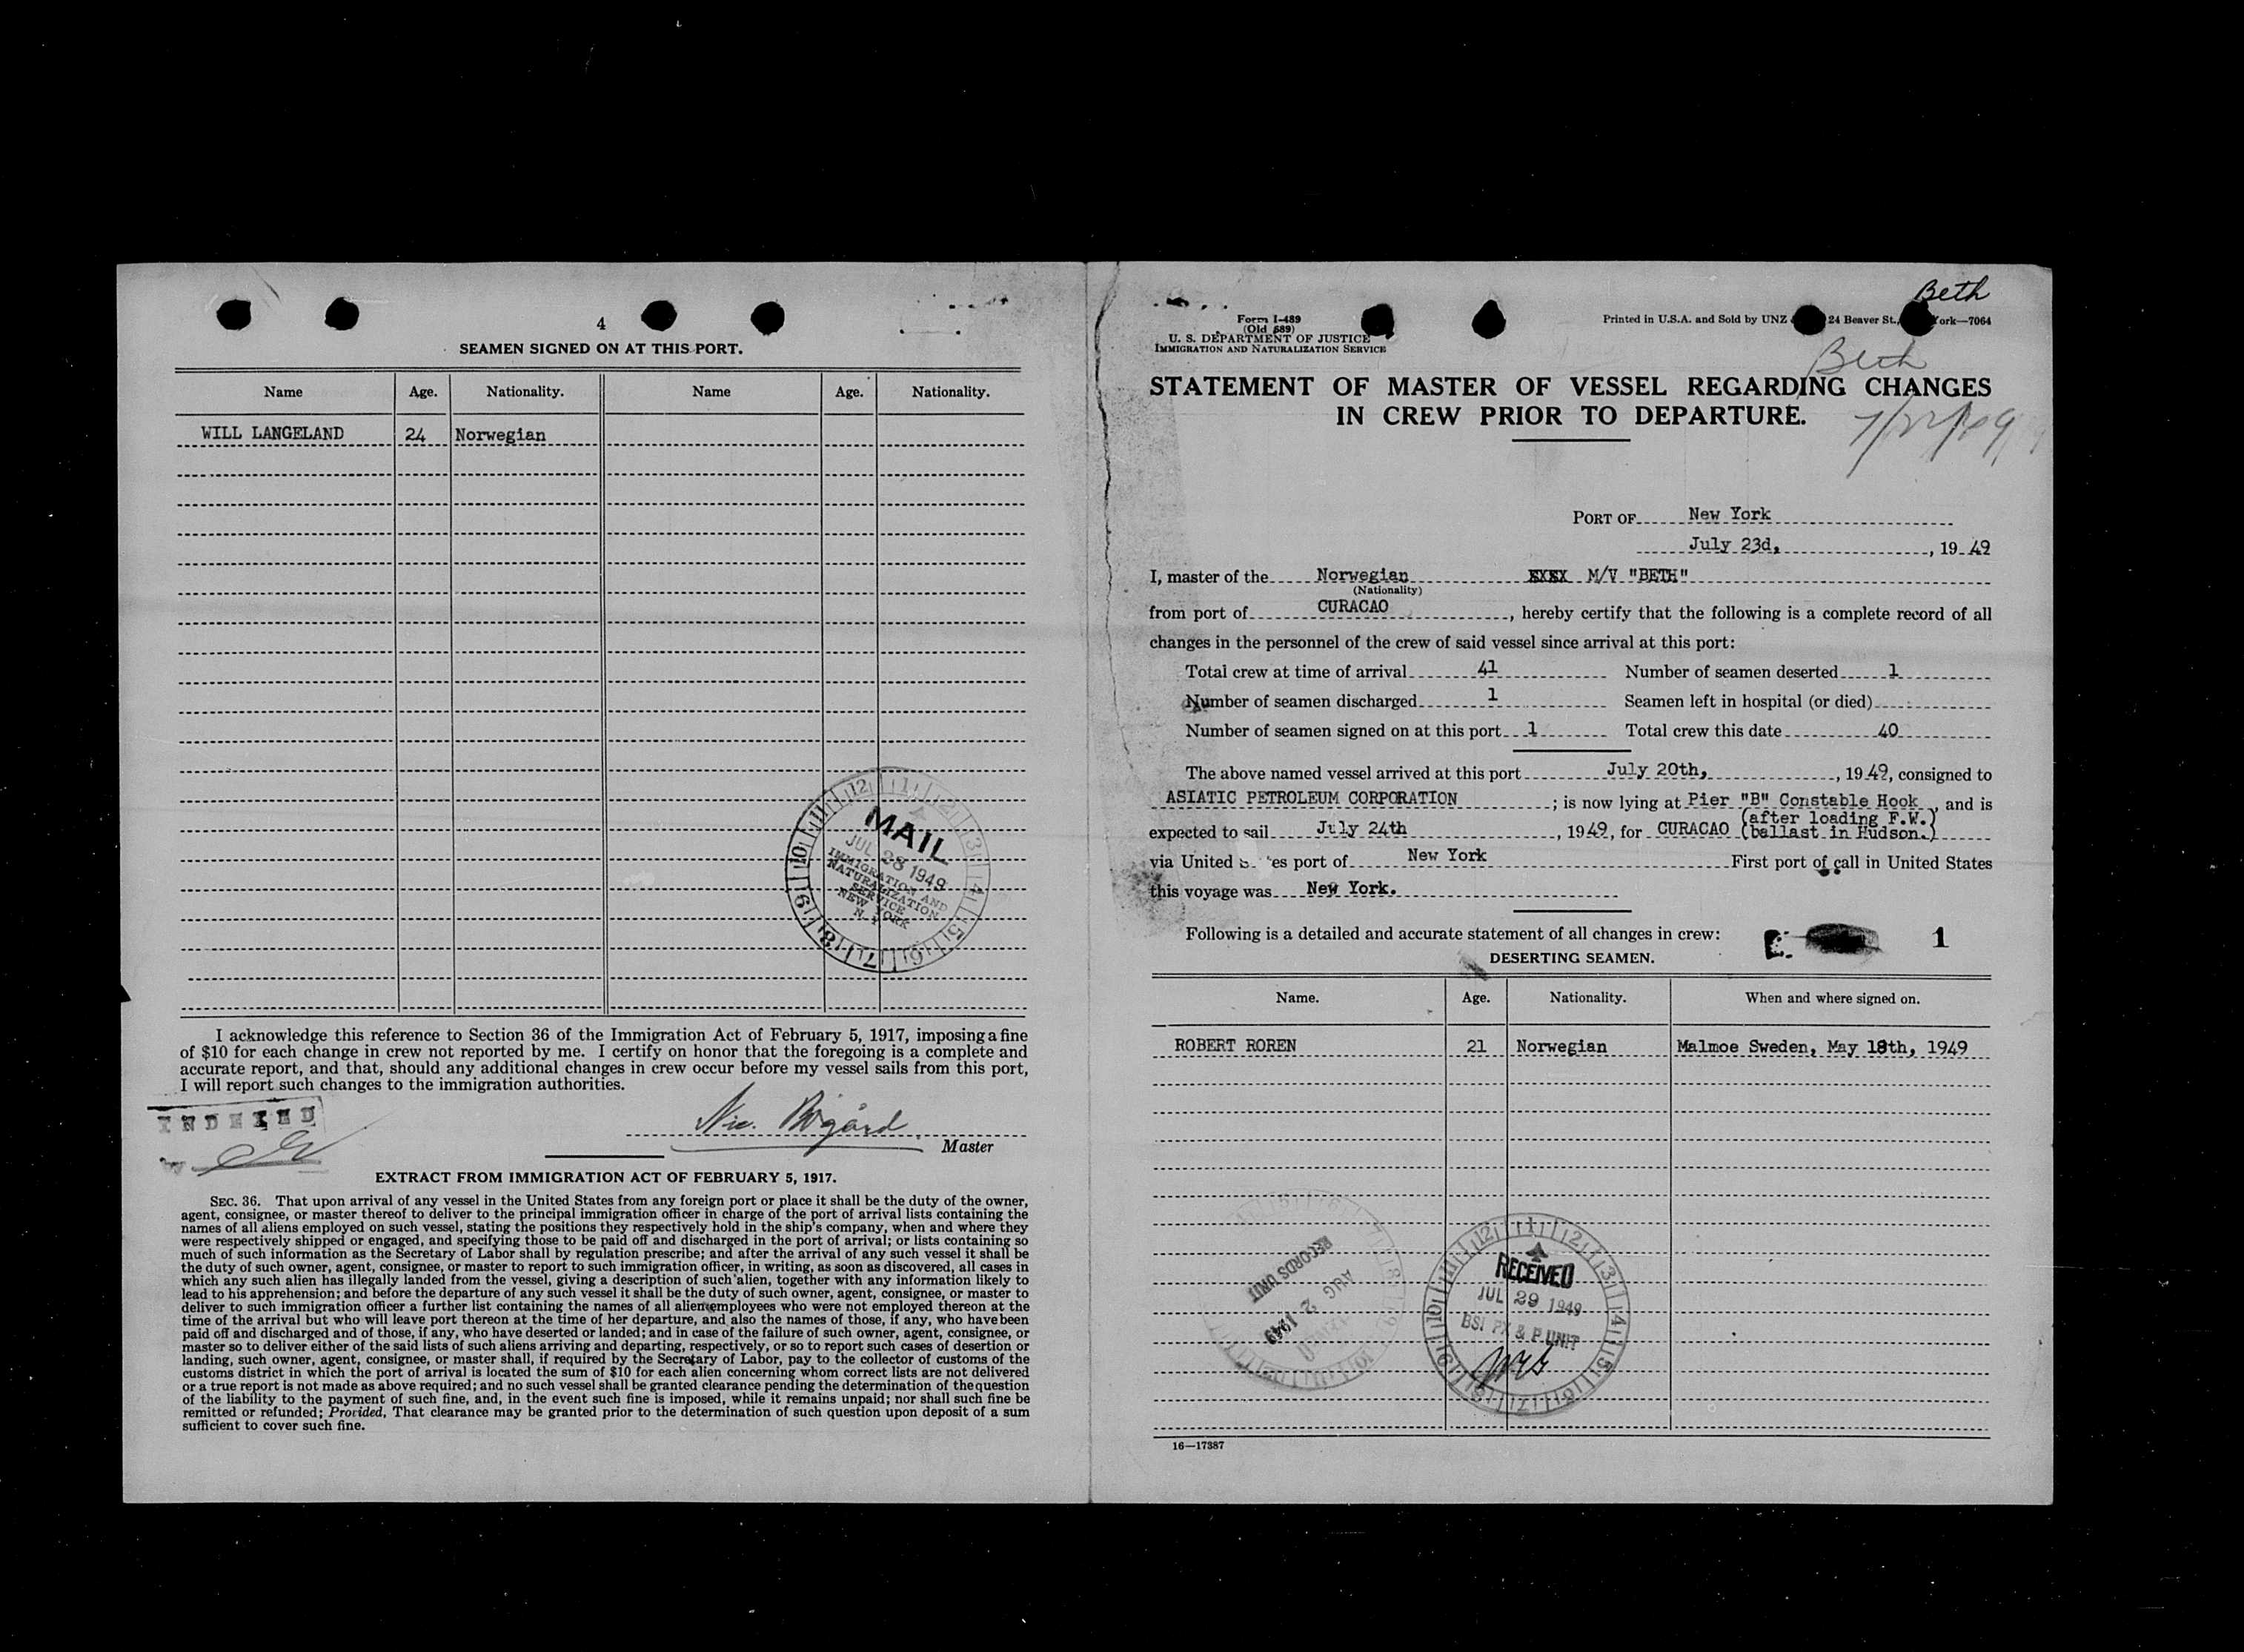 4
SEAMEN SIGNED ON AT THIS PORT.
Name Age. Nationality. Name Age. Nationality.
WILL LANGELAND 24 Norwegian
MAIL
JUL 28 1949
IMMIGRATION AND
NATURALIZATION
SERVICE
NEW YORK
N. Y.
I acknowledge this reference to Section 36 of the Immigration Act of February 5, 1917, imposing a fine
of $10 for each change in crew not reported by me. I certify on honor that the foregoing is a complete and
accurate report, and that, should any additional changes in crew occur before my vessel sails from this port,
I will report such changes to the immigration authorities.
INDEXED
Nic. Rögård
Master
EXTRACT FROM IMMIGRATION ACT OF FEBRUARY 5, 1917.
SEC. 36. That upon arrival of any vessel in the United States from any foreign port or place it shall be the duty of the owner,
agent, consignee, or master thereof to deliver to the principal immigration officer in charge of the port of arrival lists containing the
names of all aliens employed on such vessel, stating the positions they respectively hold in the ship's company, when and where they
were respectively shipped or engaged, and specifying those to be paid off and discharged in the port of arrival; or lists containing so
much of such information as the Secretary of Labor shall by regulation prescribe; and after the arrival of any such vessel it shall be
the duty of such owner, agent, consignee, or master to report to such immigration officer, in writing, as soon as discovered, all cases in
which any such alien has illegally landed from the vessel, giving a description of such alien, together with any information likely to
lead to his apprehension; and before the departure of any such vessel it shall be the duty of such owner, agent, consignee, or master to
deliver to such immigration officer a further list containing the names of all alien employees who were not employed thereon at the
time of the arrival but who will leave port thereon at the time of her departure, and also the names of those, if any, who have been
paid off and discharged and of those, if any, who have deserted or landed; and in case of the failure of such owner, agent, consignee, or
master so to deliver either of the said lists of such aliens arriving and departing, respectively, or so to report such cases of desertion or
landing, such owner, agent, consignee, or master shall, if required by the Secretary of Labor, pay to the collector of customs of the
customs district in which the port of arrival is located the sum of $10 for each alien concerning whom correct lists are not delivered
or a true report is not made as above required; and no such vessel shall be granted clearance pending the determination of the question
of the liability to the payment of such fine, and, in the event such fine is imposed, while it remains unpaid; nor shall such fine be
remitted or refunded; Provided, That clearance may be granted prior to the determination of such question upon deposit of a sum
sufficient to cover such fine.
Beth
Form I-489
(Old 689)
U. S. DEPARTMENT OF JUSTICE
IMMIGRATION AND NATURALIZATION SERVICE
Printed in U.S.A. and Sold by UNZ 24 Beaver St., ork—7064
Beth
STATEMENT OF MASTER OF VESSEL REGARDING CHANGES
IN CREW PRIOR TO DEPARTURE.
PORT OF New York
July 23d, , 1949
I, master of the Norwegian M/V "BETH"
(Nationality)
from port of CURACAO , hereby certify that the following is a complete record of all
changes in the personnel of the crew of said vessel since arrival at this port:
Total crew at time of arrival 41 Number of seamen deserted 1
Number of seamen discharged 1 Seamen left in hospital (or died)
Number of seamen signed on at this port 1 Total crew this date 40
The above named vessel arrived at this port July 20th, , 1949, consigned to
ASIATIC PETROLEUM CORPORATION ; is now lying at Pier "B" Constable Hook , and is
expected to sail July 24th , 1949, for CURACAO (after loading F.W.)
(ballast in Hudson.)
via United es port of New York First port of call in United States
this voyage was New York.
Following is a detailed and accurate statement of all changes in crew: 1
DESERTING SEAMEN.
Name. Age. Nationality. When and where signed on.
ROBERT ROREN 21 Norwegian Malmoe Sweden, May 18th, 1949
RECORDS UNIT
AUG 2 1949
RECEIVED
JUL 29 1949
BSI PX & P UNIT
16—17387